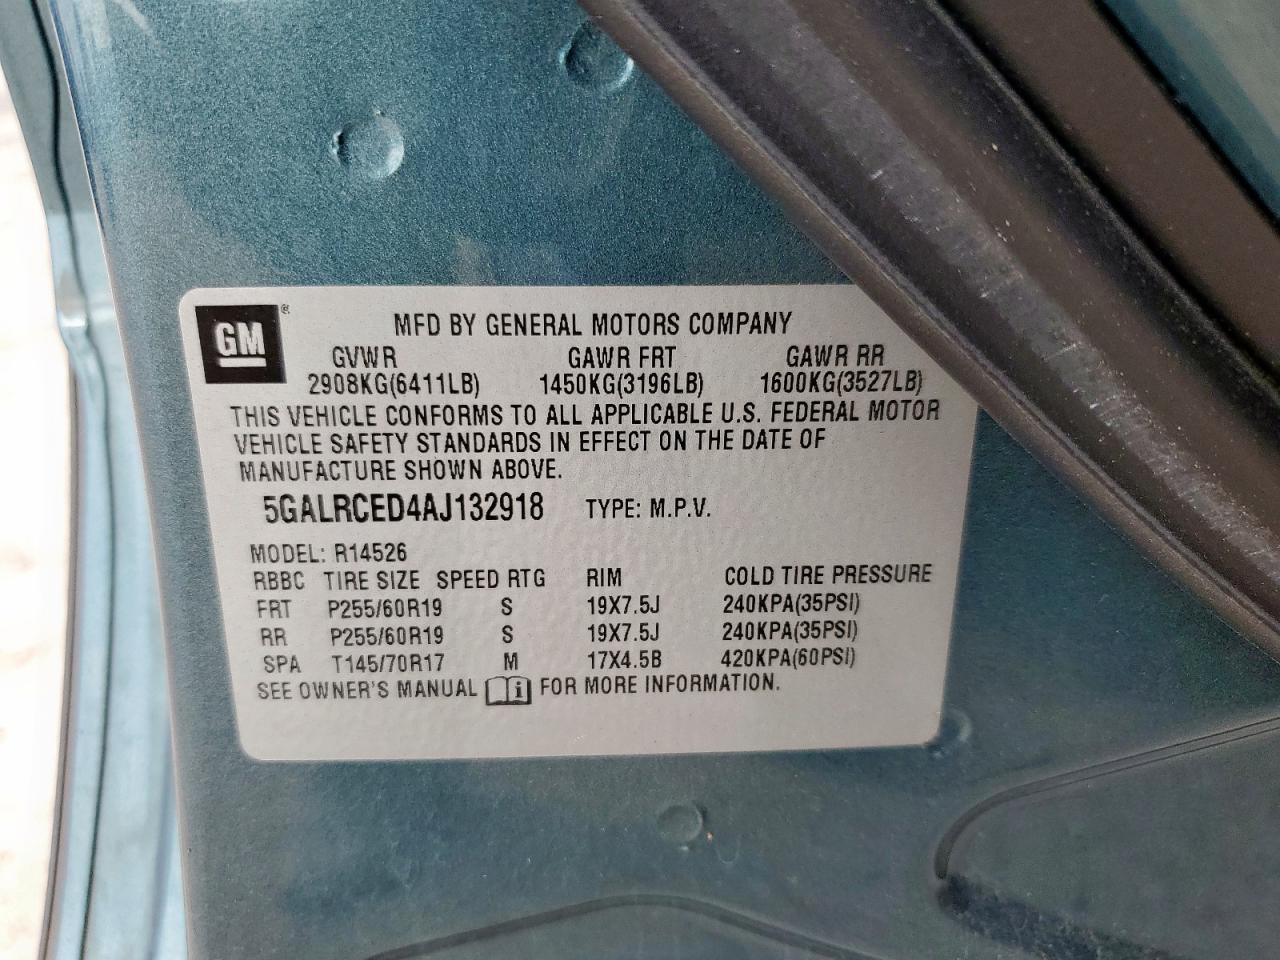 GM®
MFD BY GENERAL MOTORS COMPANY
GVWR GAWR FRT GAWR RR
2908KG(6411LB) 1450KG(3196LB) 1600KG(3527LB)
THIS VEHICLE CONFORMS TO ALL APPLICABLE U.S. FEDERAL MOTOR
VEHICLE SAFETY STANDARDS IN EFFECT ON THE DATE OF
MANUFACTURE SHOWN ABOVE.
5GALRCED4AJ132918 TYPE: M.P.V.
MODEL: R14526
RBBC TIRE SIZE SPEED RTG RIM COLD TIRE PRESSURE
FRT P255/60R19 S 19X7.5J 240KPA(35PSI)
RR P255/60R19 S 19X7.5J 240KPA(35PSI)
SPA T145/70R17 M 17X4.5B 420KPA(60PSI)
SEE OWNER'S MANUAL i FOR MORE INFORMATION.